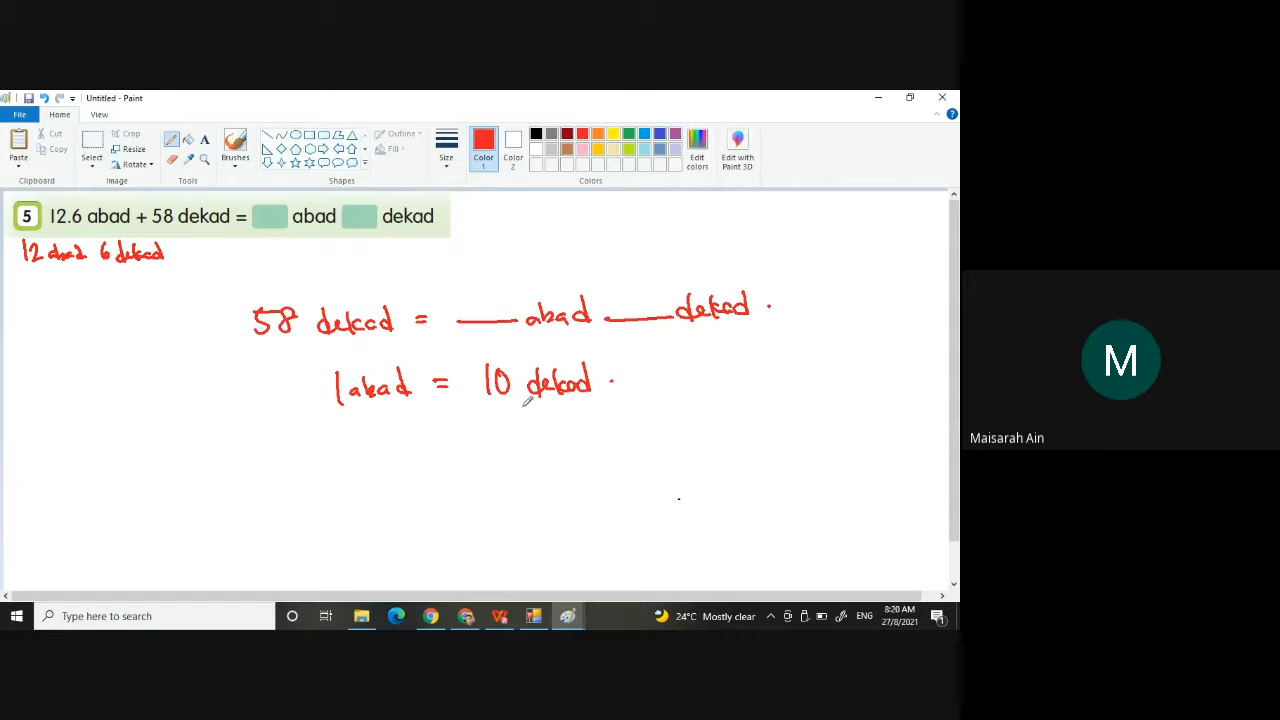 Untitled - Paint
File Home View
Paste Cut Copy Select Crop Resize Rotate Brushes Outline Fill Size Color 1 Color 2 Edit colors Edit with Paint 3D
Clipboard Image Tools Shapes Colors
5 12.6 abad + 58 dekad = abad dekad
12 abad 6 dekad
58 dekad = ___ abad ___ dekad.
1 abad = 10 dekad.
M
Maisarah Ain
Type here to search
24°C Mostly clear ENG 8:20 AM
27/8/2021 1